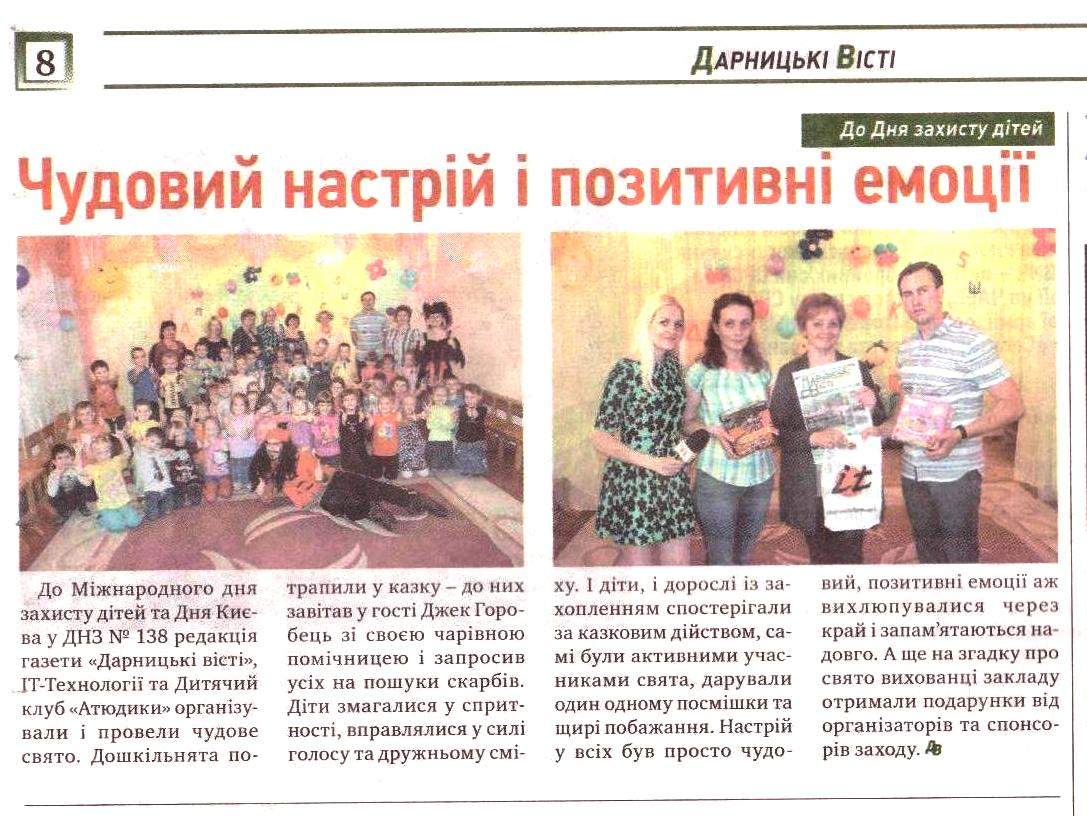 8
Дарницькі Вісті
До Дня захисту дітей
Чудовий настрій і позитивні емоції
До Міжнародного дня
захисту дітей та Дня Киє-
ва у ДНЗ № 138 редакція
газети «Дарницькі вісті»,
ІТ-Технології та Дитячий
клуб «Атюдики» організу-
вали і провели чудове
свято. Дошкільнята по-
трапили у казку – до них
завітав у гості Джек Горо-
бець зі своєю чарівною
помічницею і запросив
усіх на пошуки скарбів.
Діти змагалися у сприт-
ності, вправлялися у силі
голосу та дружньому смі-
ху. І діти, і дорослі із за-
хопленням спостерігали
за казковим дійством, са-
мі були активними учас-
никами свята, дарували
один одному посмішки та
щирі побажання. Настрій
у всіх був просто чудо-
вий, позитивні емоції аж
вихлюпувалися через
край і запам’ятаються на-
довго. А ще на згадку про
свято вихованці закладу
отримали подарунки від
організаторів та спонсо-
рів заходу. ДВ
it